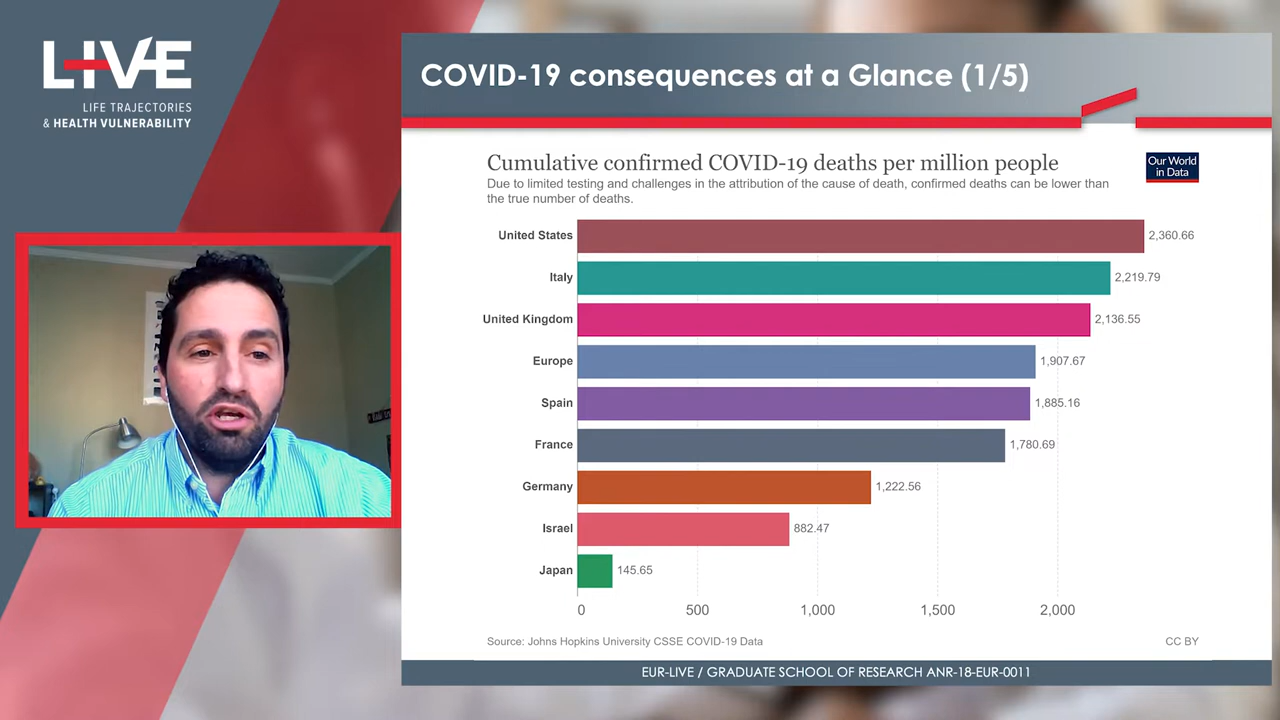 LIVE
LIFE TRAJECTORIES
& HEALTH VULNERABILITY
COVID-19 consequences at a Glance (1/5)
Cumulative confirmed COVID-19 deaths per million people
Due to limited testing and challenges in the attribution of the cause of death, confirmed deaths can be lower than
the true number of deaths.
Our World
in Data
United States 2,360.66
Italy 2,219.79
United Kingdom 2,136.55
Europe 1,907.67
Spain 1,885.16
France 1,780.69
Germany 1,222.56
Israel 882.47
Japan 145.65
0 500 1,000 1,500 2,000
Source: Johns Hopkins University CSSE COVID-19 Data CC BY
EUR-LIVE / GRADUATE SCHOOL OF RESEARCH ANR-18-EUR-0011